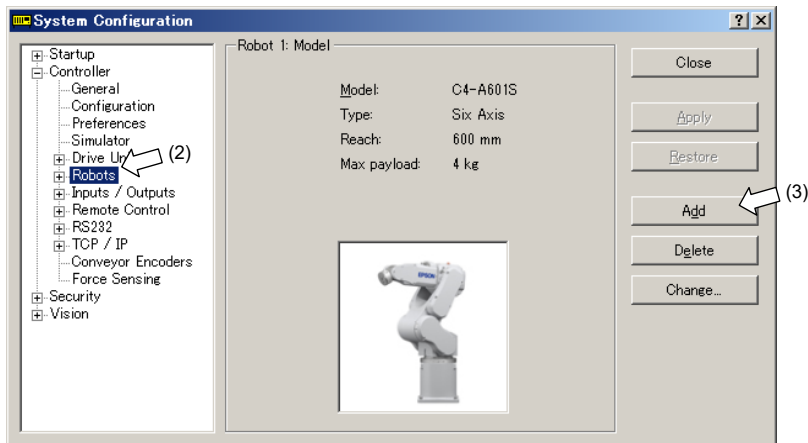 System Configuration
Startup
Controller
General
Configuration
Preferences
Simulator
Drive Un
(2)
Robots
Inputs / Outputs
Remote Control
RS232
TCP / IP
Conveyor Encoders
Force Sensing
Security
Vision
Robot 1: Model
Model: C4-A601S
Type: Six Axis
Reach: 600 mm
Max payload: 4 kg
EPSON
Close
Apply
Restore
Add
(3)
Delete
Change...